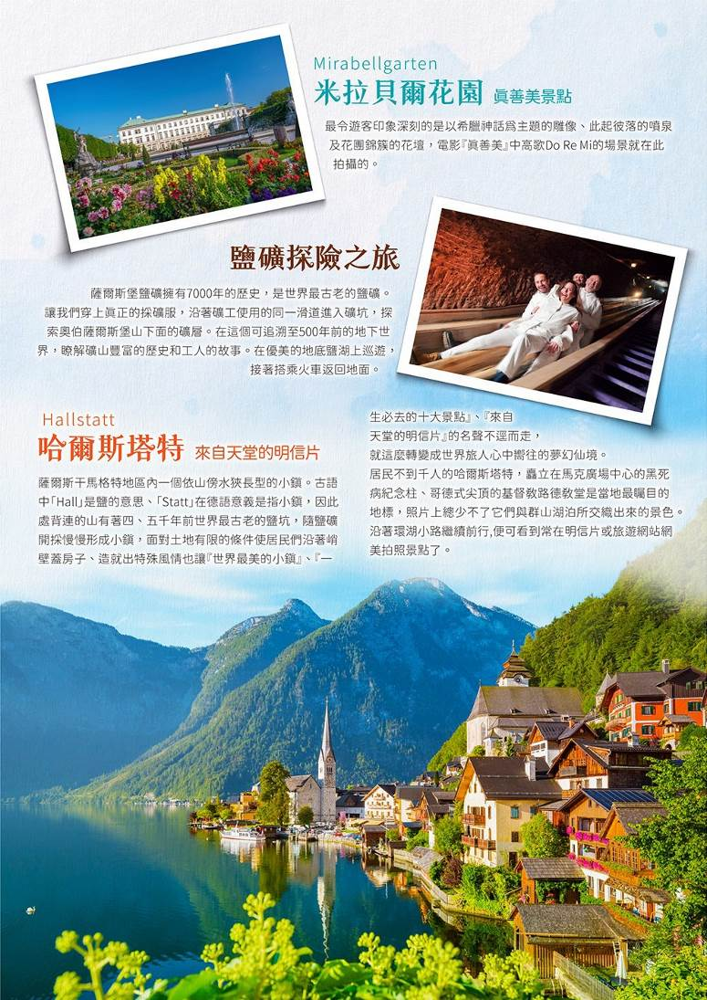 Mirabellgarten
米拉貝爾花園 眞善美景點
最令遊客印象深刻的是以希臘神話爲主題的雕像、此起彼落的噴泉
及花團錦簇的花壇，電影『眞善美』中高歌Do Re Mi的場景就在此
拍攝的。
鹽礦探險之旅
薩爾斯堡鹽礦擁有7000年的歷史，是世界最古老的鹽礦。
讓我們穿上眞正的採礦服，沿著礦工使用的同一滑道進入礦坑，探
索奧伯薩爾斯堡山下面的礦層。在這個可追溯至500年前的地下世
界，瞭解礦山豐富的歷史和工人的故事。在優美的地底鹽湖上巡遊，
接著搭乘火車返回地面。
Hallstatt
哈爾斯塔特 來自天堂的明信片
薩爾斯干馬格特地區內一個依山傍水狹長型的小鎭。古語
中「Hall」是鹽的意思、「Statt」在德語意義是指小鎭，因此
處背連的山有著四、五千年前世界最古老的鹽坑，隨鹽礦
開採慢慢形成小鎭，面對土地有限的條件使居民們沿著峭
壁蓋房子、造就出特殊風情也讓『世界最美的小鎭』、『一
生必去的十大景點』、『來自
天堂的明信片』的名聲不逕而走，
就這麼轉變成世界旅人心中嚮往的夢幻仙境。
居民不到千人的哈爾斯塔特，矗立在馬克廣場中心的黑死
病紀念柱、哥德式尖頂的基督敎路德敎堂是當地最矚目的
地標，照片上總少不了它們與群山湖泊所交織出來的景色。
沿著環湖小路繼續前行,便可看到常在明信片或旅遊網站網
美拍照景點了。